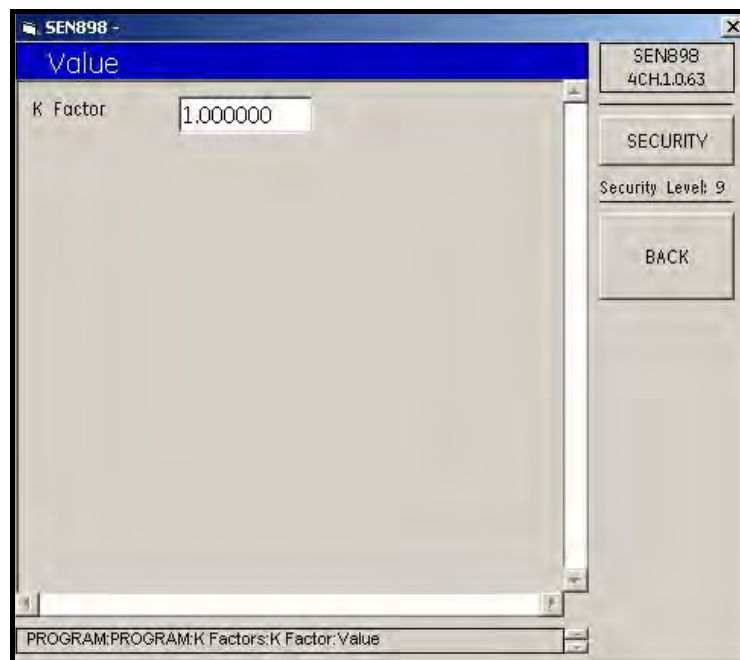 SEN898 -
Value
K Factor
1.000000
SEN898
4CH.1.0.63
SECURITY
Security Level: 9
BACK
PROGRAM:PROGRAM:K Factors:K Factor:Value